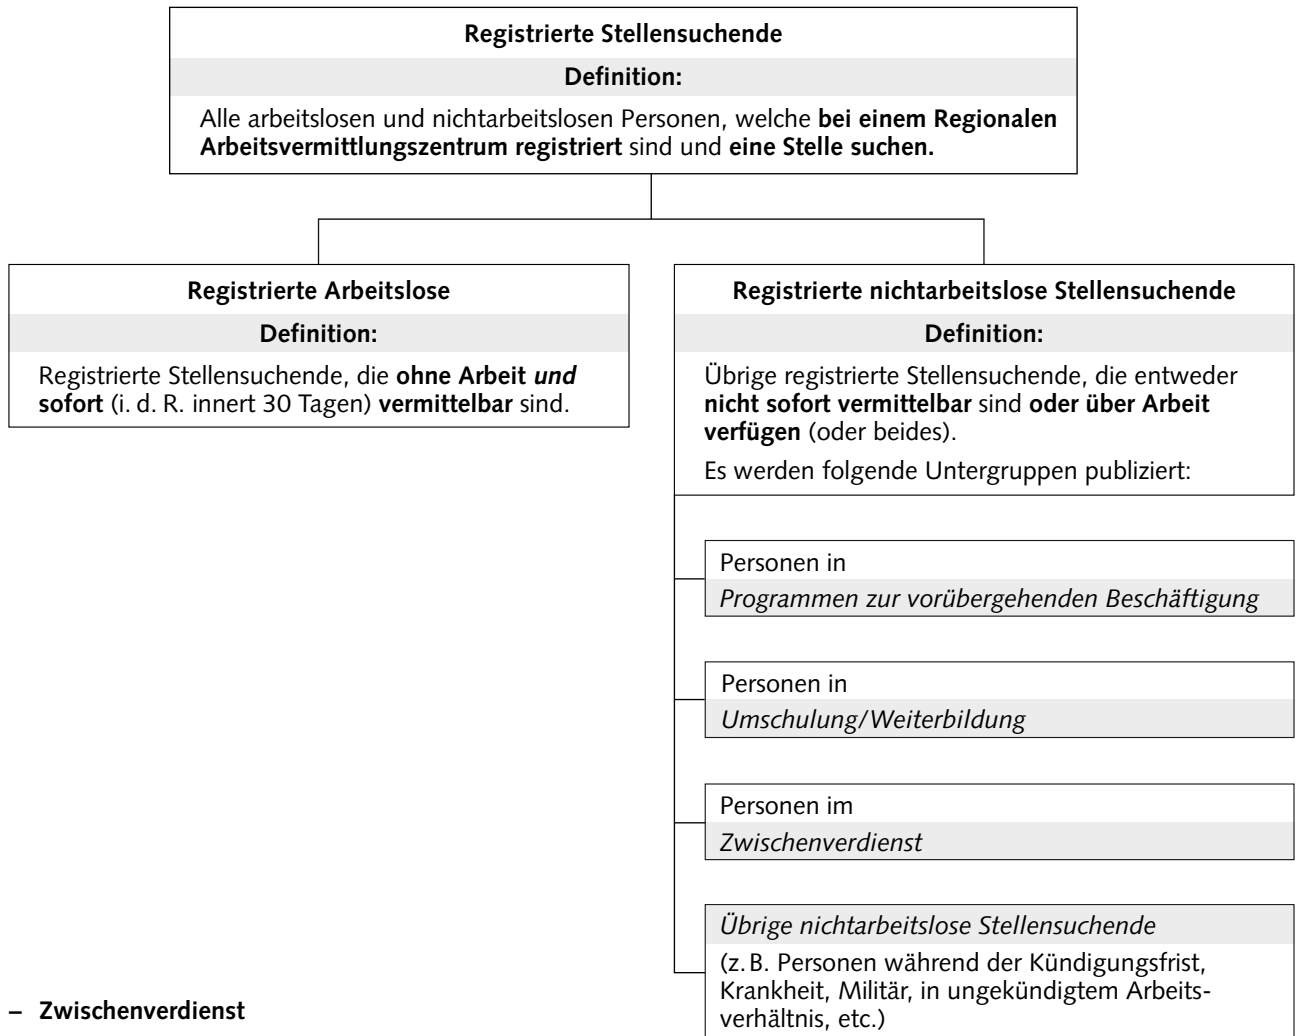 Registrierte Stellensuchende
Definition:
Alle arbeitslosen und nichtarbeitslosen Personen, welche bei einem Regionalen
Arbeitsvermittlungszentrum registriert sind und eine Stelle suchen.
Registrierte Arbeitslose
Definition:
Registrierte Stellensuchende, die ohne Arbeit und
sofort (i. d. R. innert 30 Tagen) vermittelbar sind.
Registrierte nichtarbeitslose Stellensuchende
Definition:
Übrige registrierte Stellensuchende, die entweder
nicht sofort vermittelbar sind oder über Arbeit
verfügen (oder beides).
Es werden folgende Untergruppen publiziert:
Personen in
Programmen zur vorübergehenden Beschäftigung
Personen in
Umschulung/Weiterbildung
Personen im
Zwischenverdienst
Übrige nichtarbeitslose Stellensuchende
(z. B. Personen während der Kündigungsfrist,
Krankheit, Militär, in ungekündigtem Arbeits-
verhältnis, etc.)
– Zwischenverdienst